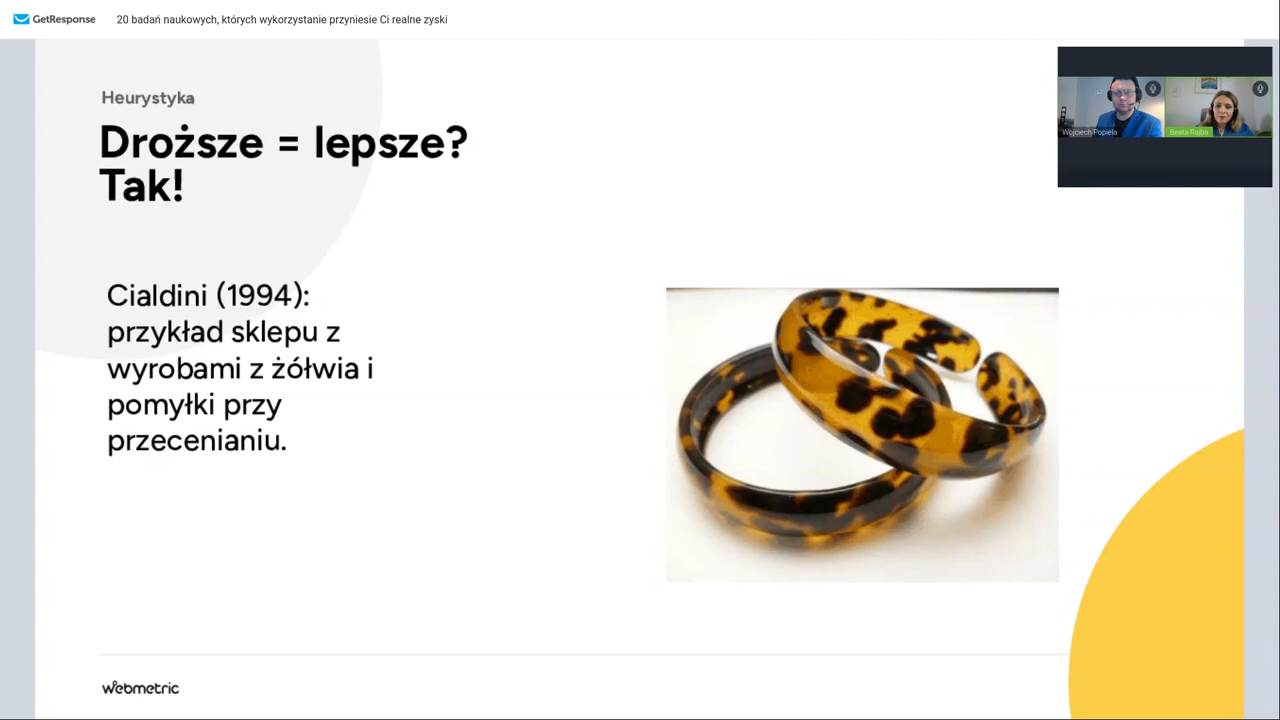 GetResponse
20 badań naukowych, których wykorzystanie przyniesie Ci realne zyski
Heurystyka
Droższe = lepsze?
Tak!
Wojciech Popiela
Beata Rajba
Cialdini (1994):
przykład sklepu z
wyrobami z żółwia i
pomyłki przy
przecenianiu.
webmetric